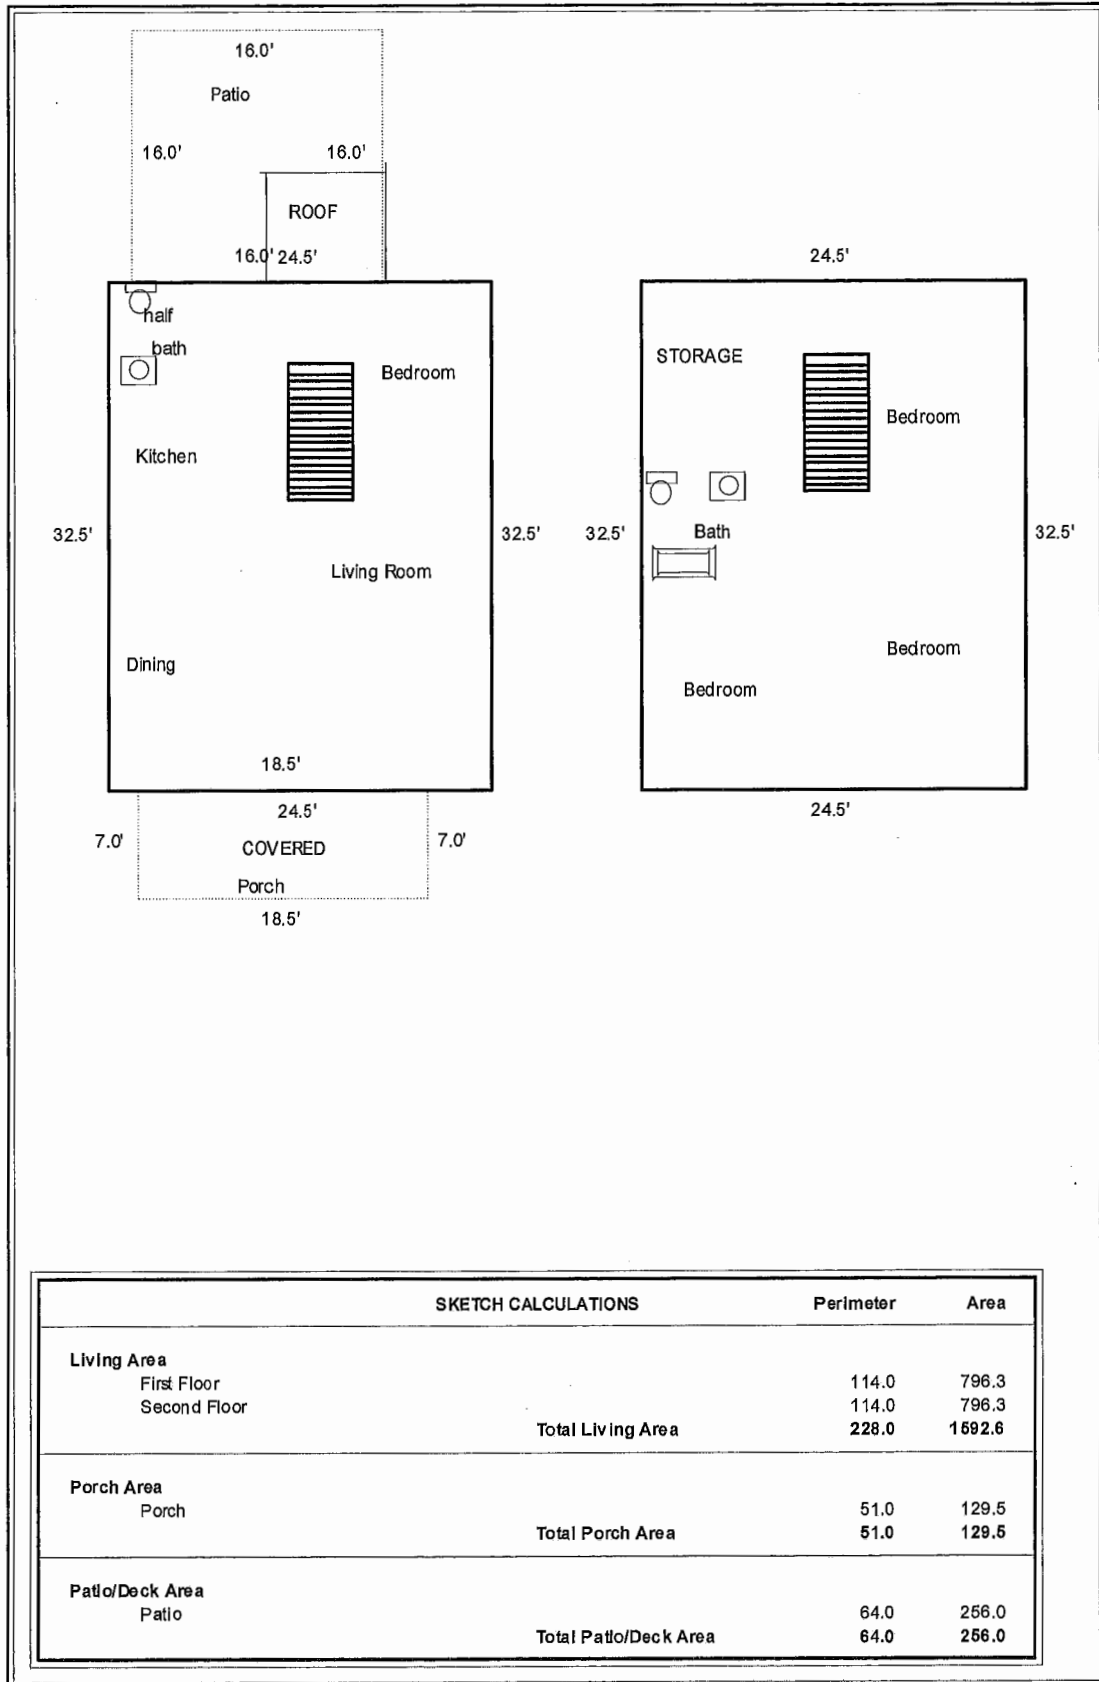 16.0'
Patio
16.0' 16.0'
ROOF
16.0' 24.5'
half
bath
Bedroom
Kitchen
32.5' 32.5'
Living Room
Dining
18.5'
24.5'
7.0' 7.0'
COVERED
Porch
18.5'
24.5'
STORAGE
Bedroom
32.5' 32.5'
Bath
Bedroom
Bedroom
24.5'
SKETCH CALCULATIONS Perimeter Area
Living Area
First Floor 114.0 796.3
Second Floor 114.0 796.3
Total Living Area 228.0 1592.6
Porch Area
Porch 51.0 129.5
Total Porch Area 51.0 129.5
Patio/Deck Area
Patio 64.0 256.0
Total Patio/Deck Area 64.0 256.0